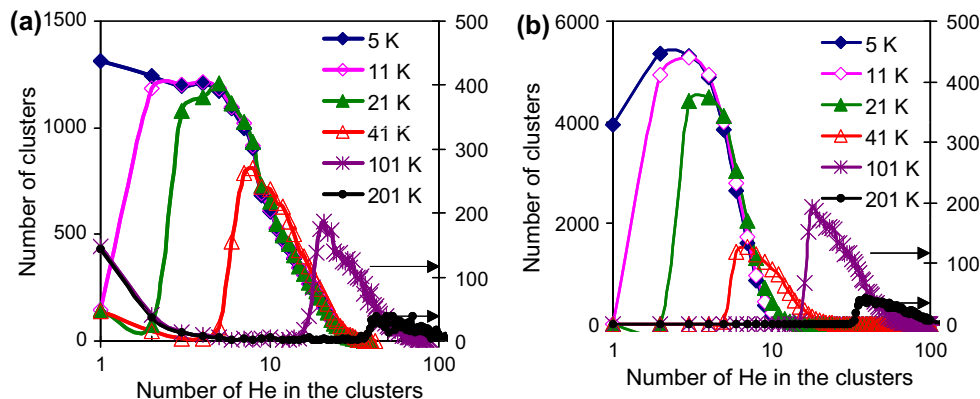 (a)
1500
1000
500
0
Number of clusters
500
400
300
200
100
0
5 K
11 K
21 K
41 K
101 K
201 K
1
10
100
Number of He in the clusters
(b)
6000
4000
2000
0
Number of clusters
500
400
300
200
100
0
5 K
11 K
21 K
41 K
101 K
201 K
1
10
100
Number of He in the clusters